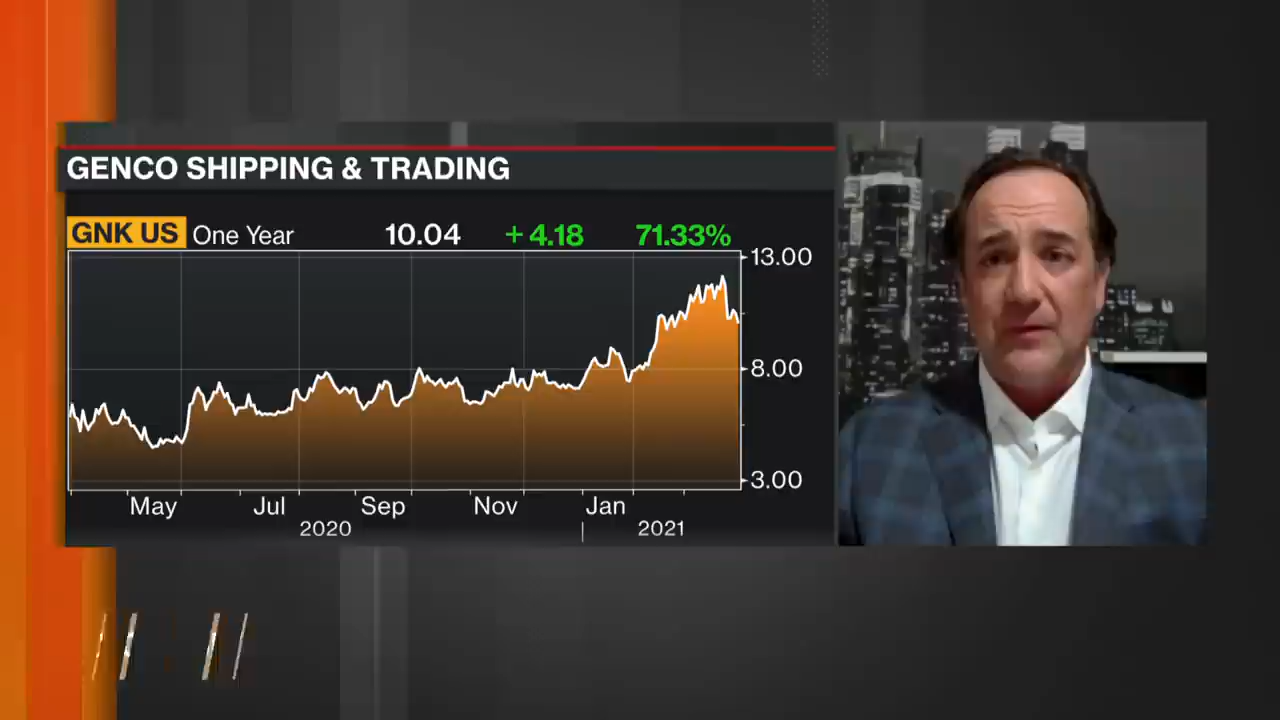 GENCO SHIPPING & TRADING
GNK US One Year 10.04 + 4.18 71.33%
13.00
8.00
3.00
May Jul Sep Nov Jan
2020 2021